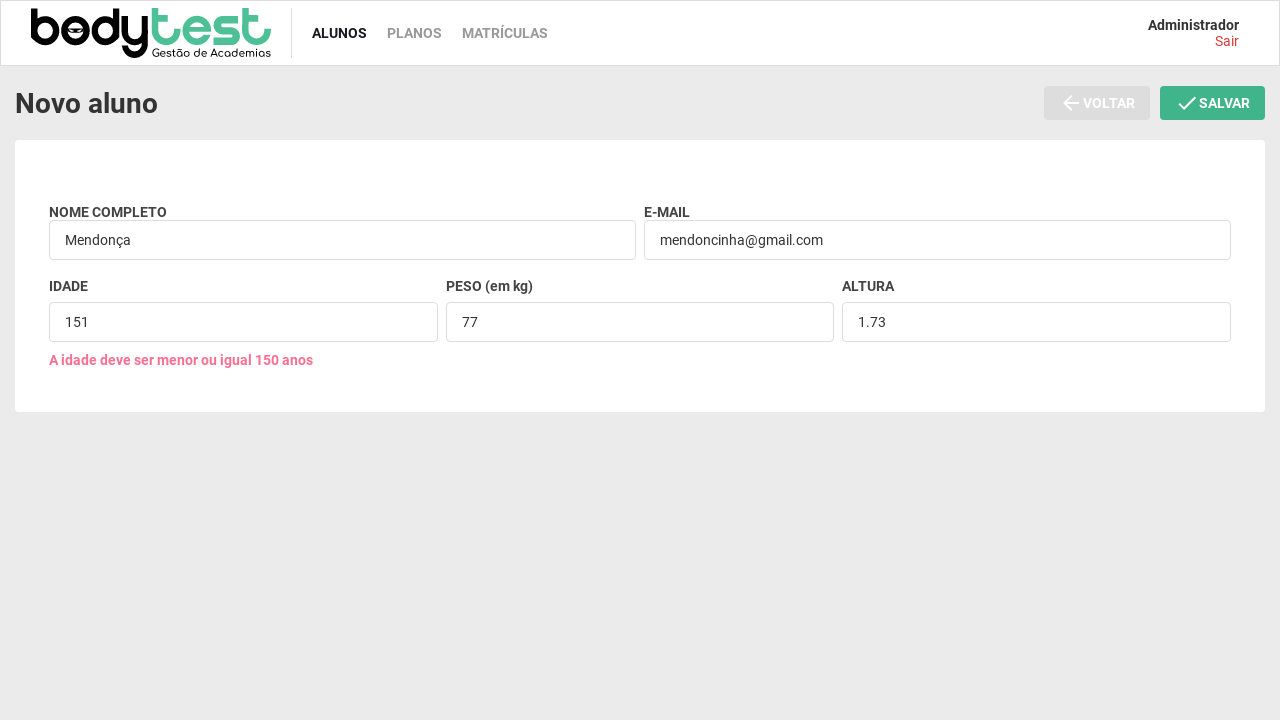 bodytest
Gestão de Academias
ALUNOS PLANOS MATRÍCULAS
Administrador
Sair
Novo aluno
VOLTAR
SALVAR
NOME COMPLETO E-MAIL
Mendonça mendoncinha@gmail.com
IDADE PESO (em kg) ALTURA
151 77 1.73
A idade deve ser menor ou igual 150 anos